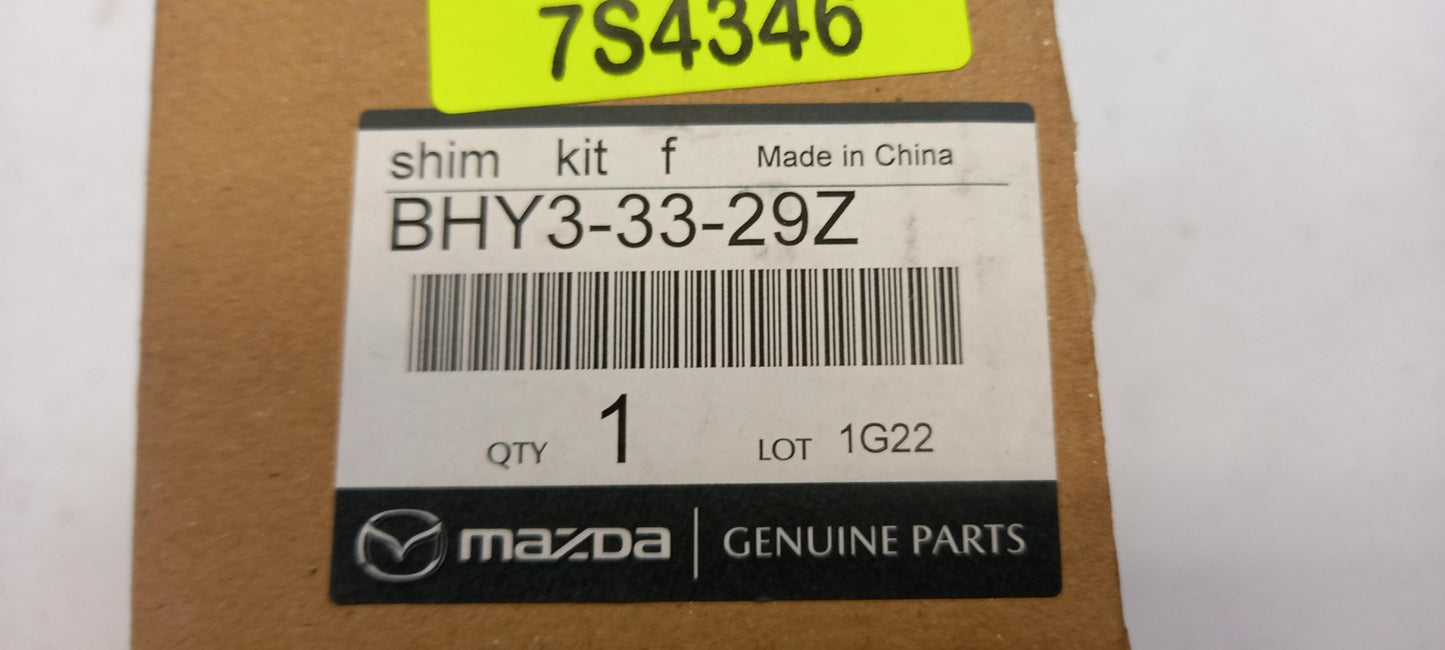 7S4346
shim kit f Made in China
BHY3-33-29Z
QTY 1 LOT 1G22
mazda GENUINE PARTS